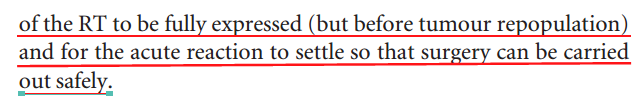 of the RT to be fully expressed (but before tumour repopulation)
and for the acute reaction to settle so that surgery can be carried
out safely.